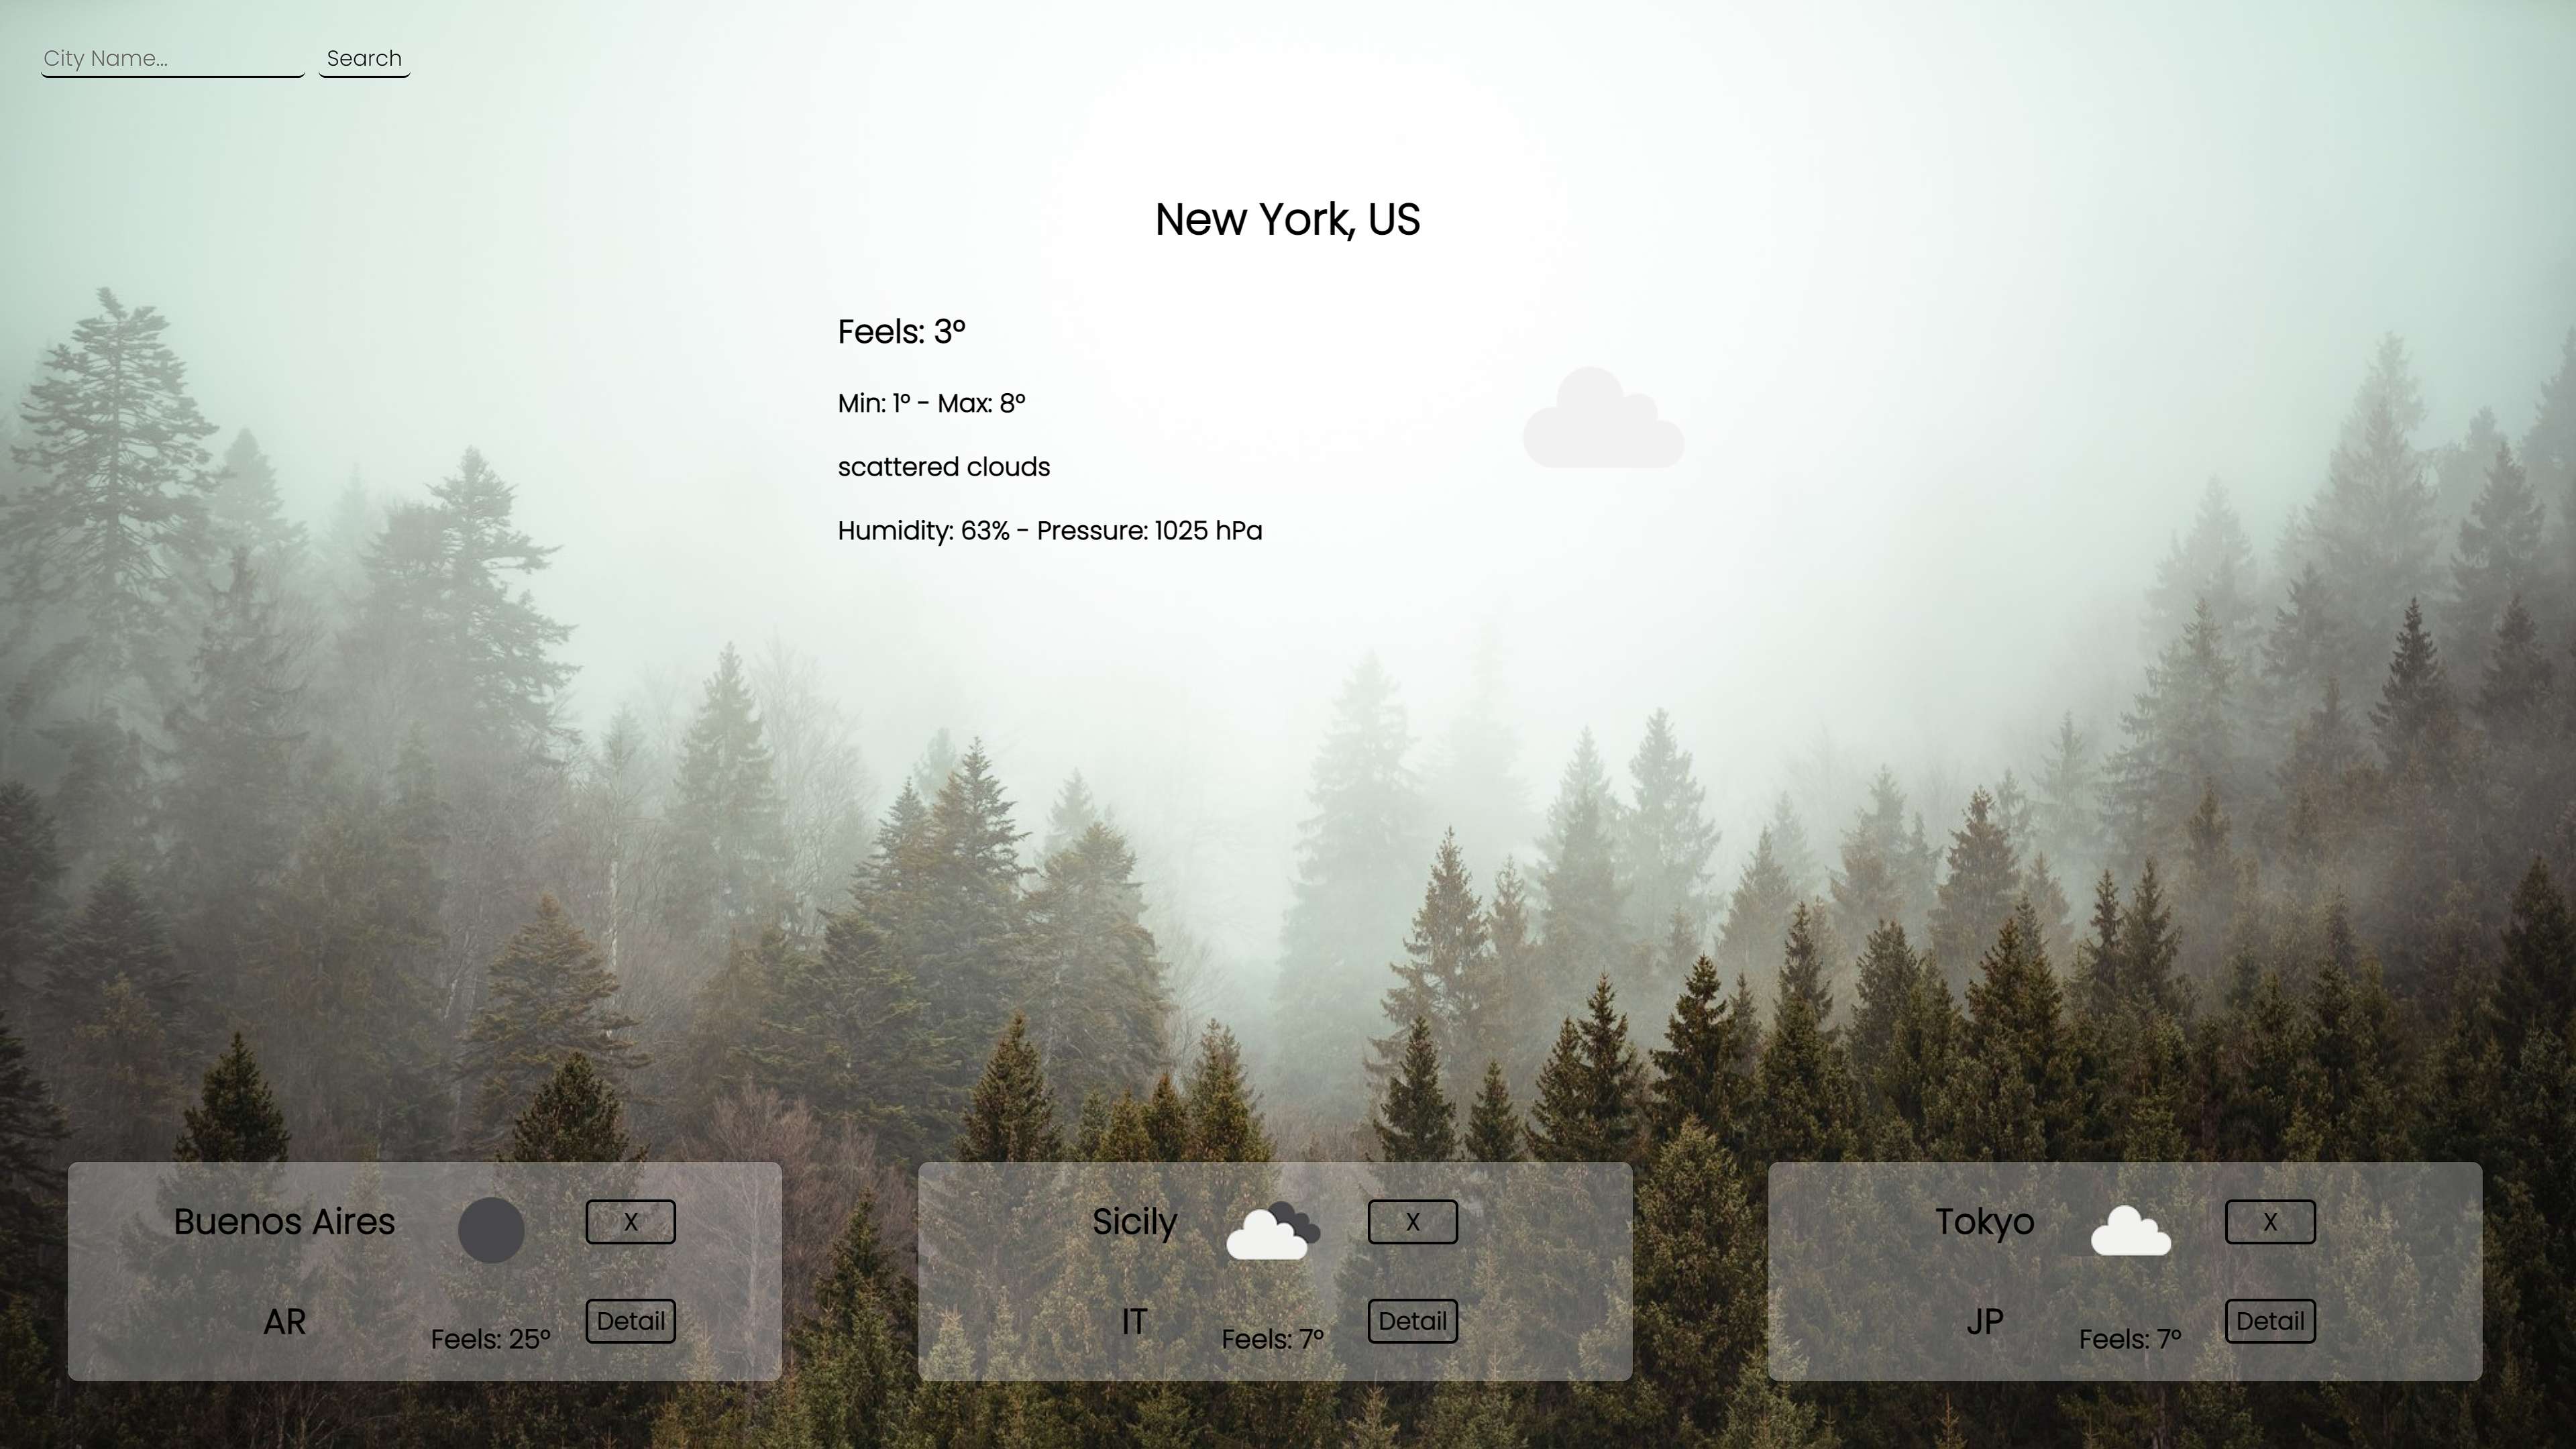 City Name...
Search
New York, US
Feels: 3º
Min: 1º - Max: 8º
scattered clouds
Humidity: 63% - Pressure: 1025 hPa
Buenos Aires
X
AR
Feels: 25º
Detail
Sicily
X
IT
Feels: 7º
Detail
Tokyo
X
JP
Feels: 7º
Detail